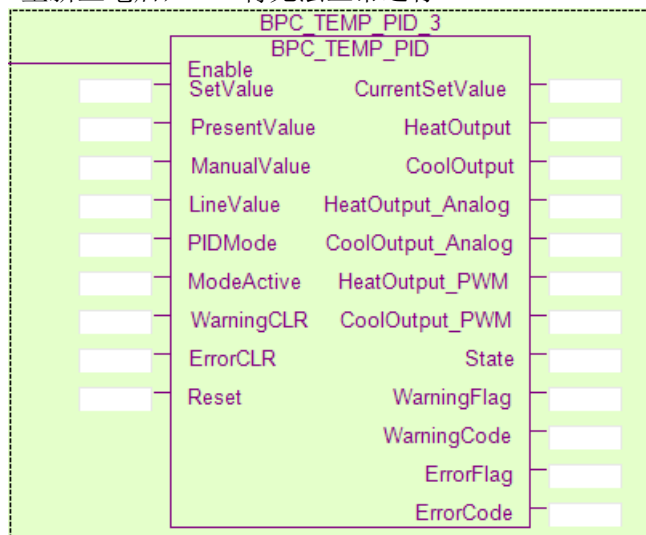 BPC_TEMP_PID_3
BPC_TEMP_PID
Enable
SetValue CurrentSetValue
PresentValue HeatOutput
ManualValue CoolOutput
LineValue HeatOutput_Analog
PIDMode CoolOutput_Analog
ModeActive HeatOutput_PWM
WarningCLR CoolOutput_PWM
ErrorCLR State
Reset WarningFlag
WarningCode
ErrorFlag
ErrorCode